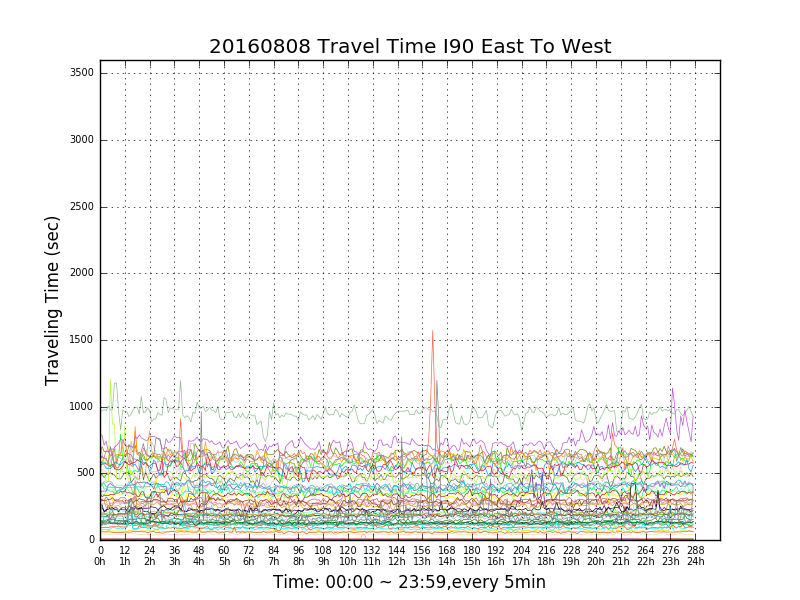 20160808 Travel Time I90 East To West
3500
3000
2500
2000
1500
1000
500
0
Traveling Time (sec)
0 12 24 36 48 60 72 84 96 108 120 132 144 156 168 180 192 204 216 228 240 252 264 276 288
0h 1h 2h 3h 4h 5h 6h 7h 8h 9h 10h 11h 12h 13h 14h 15h 16h 17h 18h 19h 20h 21h 22h 23h 24h
Time: 00:00 ~ 23:59,every 5min